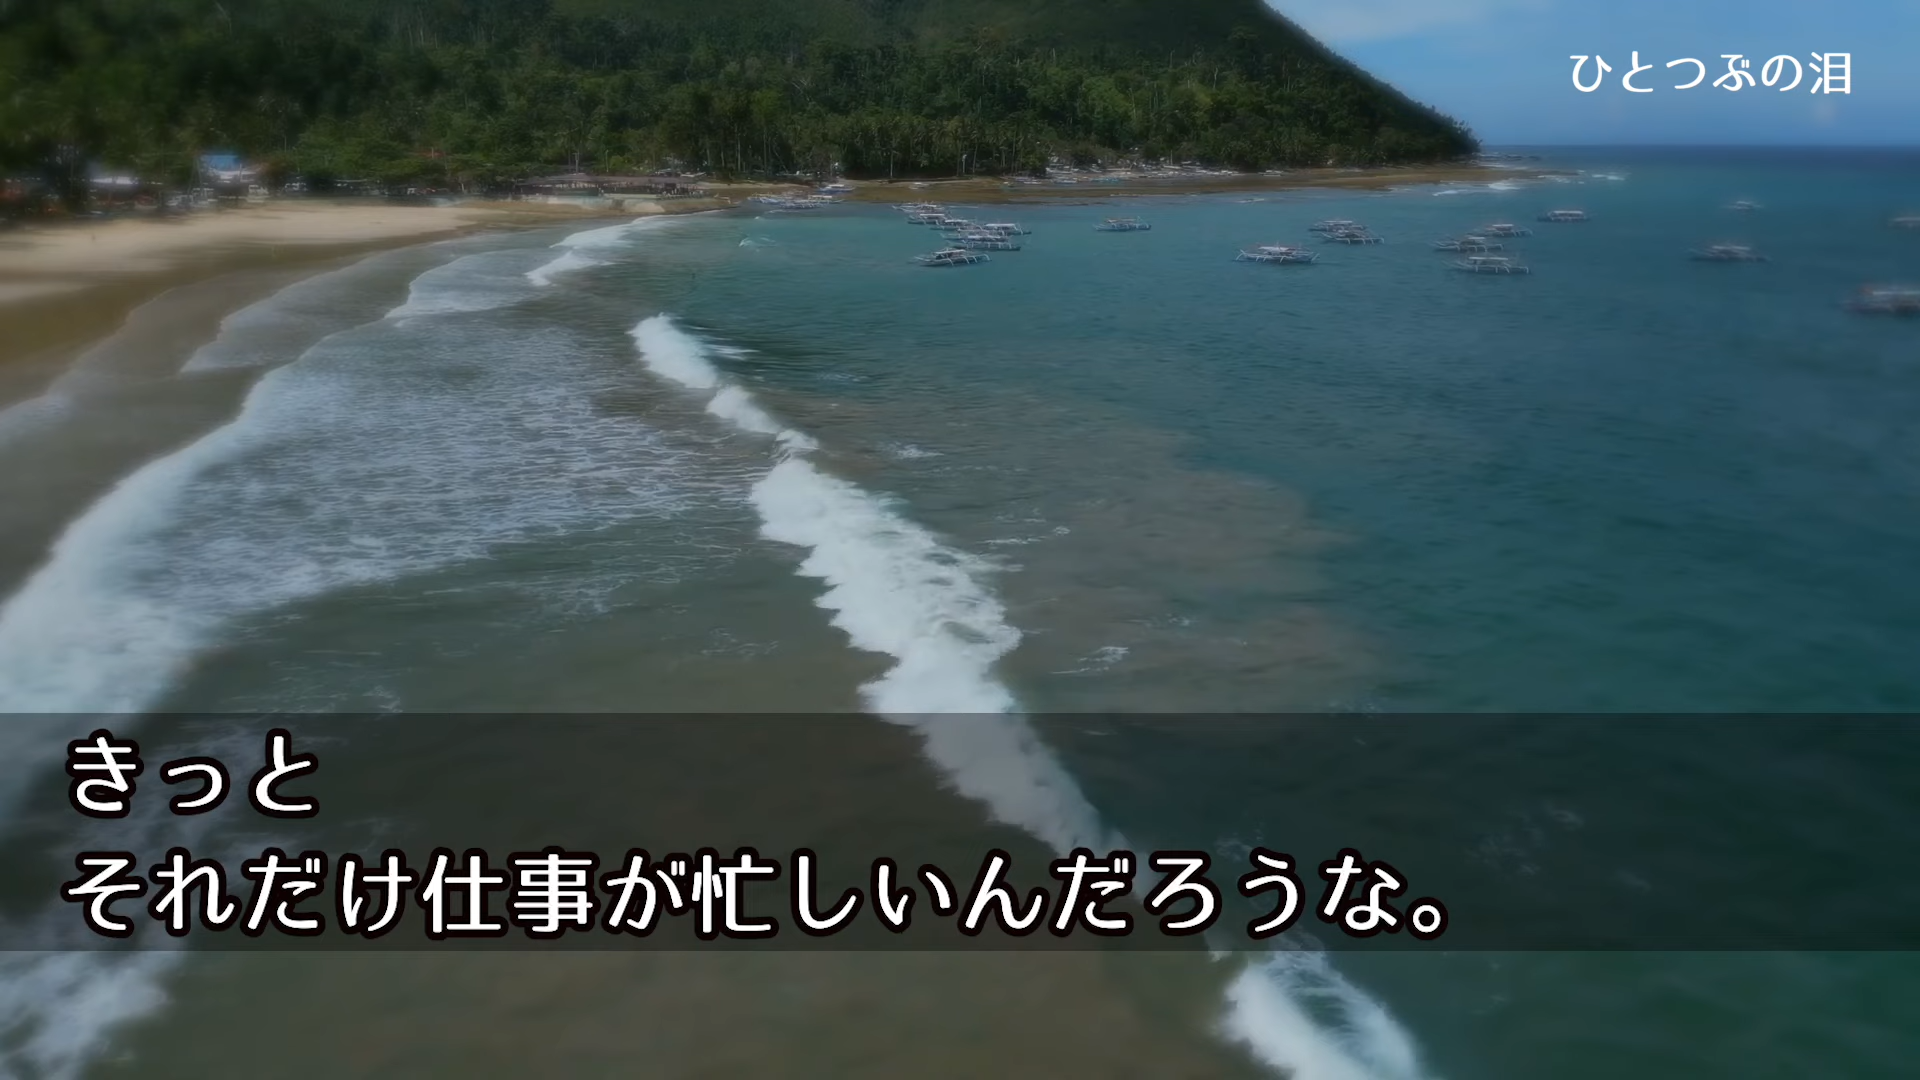 ひとつぶの泪
きっと
それだけ仕事が忙しいんだろうな。